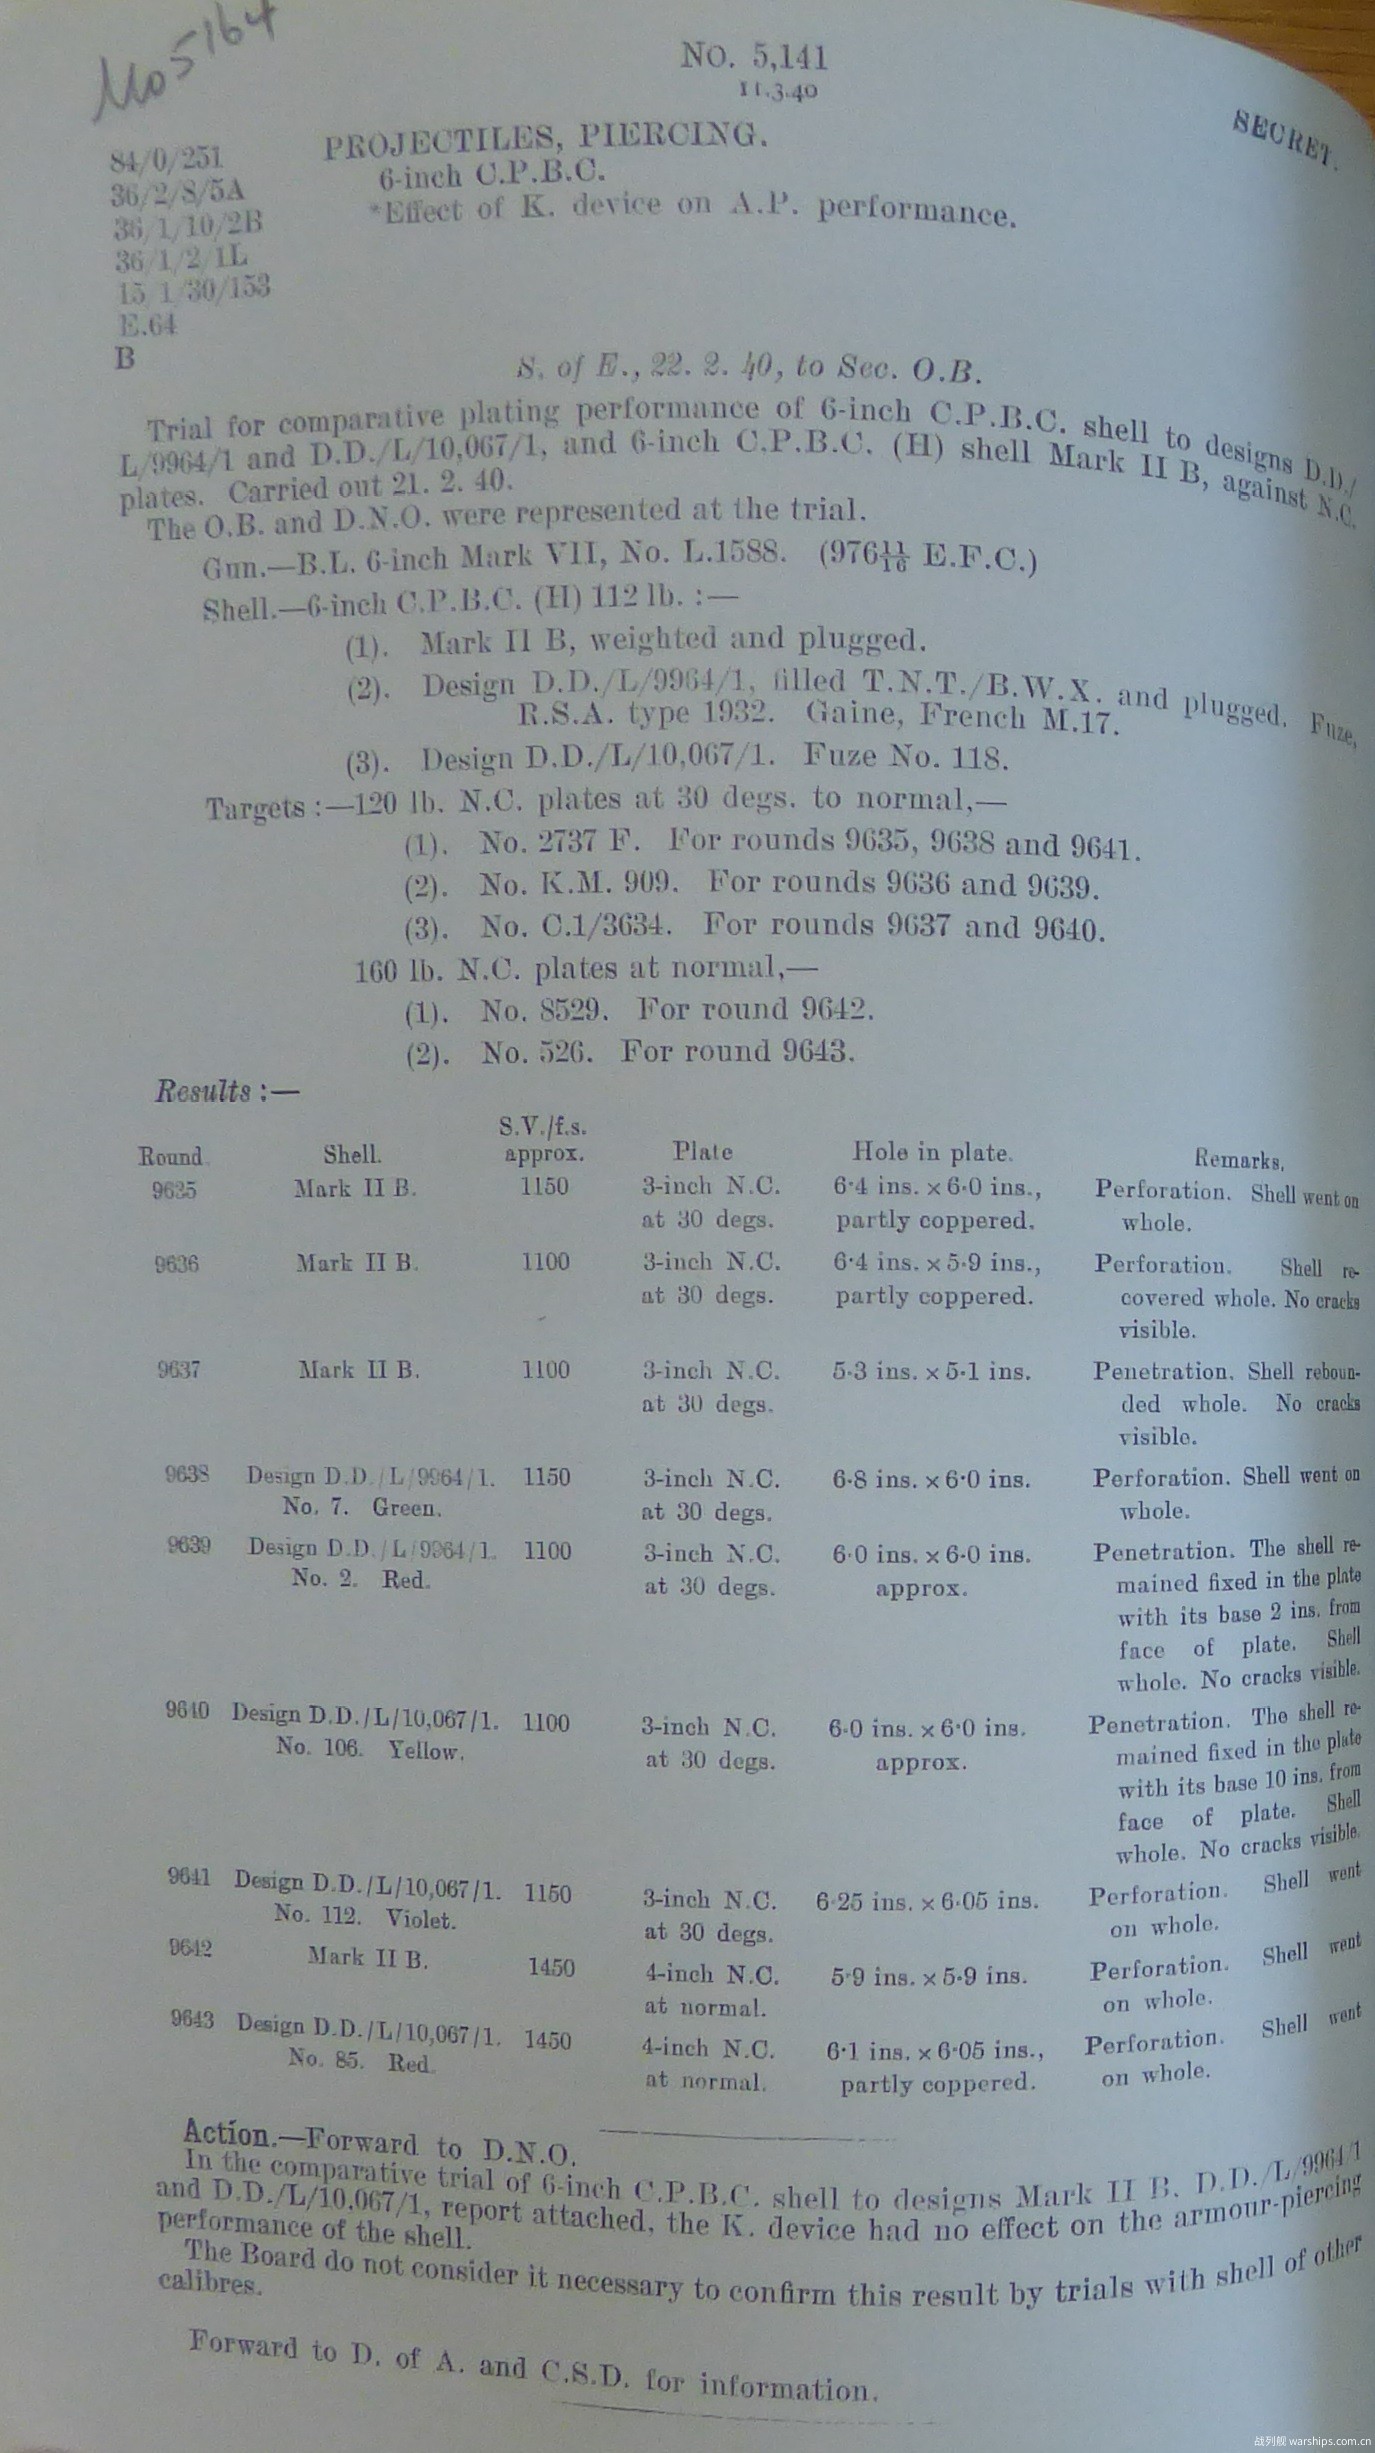 No 5164
NO. 5,141
11.3.40
SECRET.
84/0/251
36/2/8/5A
36/1/10/2B
36/1/2/1L
15/1/30/153
E.64
B
PROJECTILES, PIERCING.
6-inch C.P.B.C.
*Effect of K. device on A.P. performance.
S. of E., 22. 2. 40, to Sec. O.B.
Trial for comparative plating performance of 6-inch C.P.B.C. shell to designs D.D./
L/9964/1 and D.D./L/10,067/1, and 6-inch C.P.B.C. (H) shell Mark II B, against N.C.
plates. Carried out 21. 2. 40.
The O.B. and D.N.O. were represented at the trial.
Gun.—B.L. 6-inch Mark VII, No. L.1588. (976 11/16 E.F.C.)
Shell.—6-inch C.P.B.C. (H) 112 lb. :—
(1). Mark II B, weighted and plugged.
(2). Design D.D./L/9964/1, filled T.N.T./B.W.X. and plugged. Fuze,
R.S.A. type 1932. Gaine, French M.17.
(3). Design D.D./L/10,067/1. Fuze No. 118.
Targets :—120 lb. N.C. plates at 30 degs. to normal,—
(1). No. 2737 F. For rounds 9635, 9638 and 9641.
(2). No. K.M. 909. For rounds 9636 and 9639.
(3). No. C.1/3634. For rounds 9637 and 9640.
160 lb. N.C. plates at normal,—
(1). No. 8529. For round 9642.
(2). No. 526. For round 9643.
Results :—
S.V./f.s.
Round Shell. approx. Plate Hole in plate. Remarks.
9635 Mark II B. 1150 3-inch N.C. 6·4 ins. × 6·0 ins., Perforation. Shell went on
at 30 degs. partly coppered. whole.
9636 Mark II B. 1100 3-inch N.C. 6·4 ins. × 5·9 ins., Perforation. Shell re-
at 30 degs. partly coppered. covered whole. No cracks
visible.
9637 Mark II B. 1100 3-inch N.C. 5·3 ins. × 5·1 ins. Penetration. Shell reboun-
at 30 degs. ded whole. No cracks
visible.
9638 Design D.D./L/9964/1. 1150 3-inch N.C. 6·8 ins. × 6·0 ins. Perforation. Shell went on
No. 7. Green. at 30 degs. whole.
9639 Design D.D./L/9964/1. 1100 3-inch N.C. 6·0 ins. × 6·0 ins. Penetration. The shell re-
No. 2. Red. at 30 degs. approx. mained fixed in the plate
with its base 2 ins. from
face of plate. Shell
whole. No cracks visible.
9640 Design D.D./L/10,067/1. 1100 3-inch N.C. 6·0 ins. × 6·0 ins. Penetration. The shell re-
No. 106. Yellow. at 30 degs. approx. mained fixed in the plate
with its base 10 ins. from
face of plate. Shell
whole. No cracks visible.
9641 Design D.D./L/10,067/1. 1150 3-inch N.C. 6·25 ins. × 6·05 ins. Perforation. Shell went
No. 112. Violet. at 30 degs. on whole.
9642 Mark II B. 1450 4-inch N.C. 5·9 ins. × 5·9 ins. Perforation. Shell went
at normal. on whole.
9643 Design D.D./L/10,067/1. 1450 4-inch N.C. 6·1 ins. × 6·05 ins., Perforation. Shell went
No. 85. Red. at normal. partly coppered. on whole.
Action.—Forward to D.N.O.
In the comparative trial of 6-inch C.P.B.C. shell to designs Mark II B. D.D./L/9964/1
and D.D./L/10,067/1, report attached, the K. device had no effect on the armour-piercing
performance of the shell.
The Board do not consider it necessary to confirm this result by trials with shell of other
calibres.
Forward to D. of A. and C.S.D. for information.
战列舰 warships.com.cn